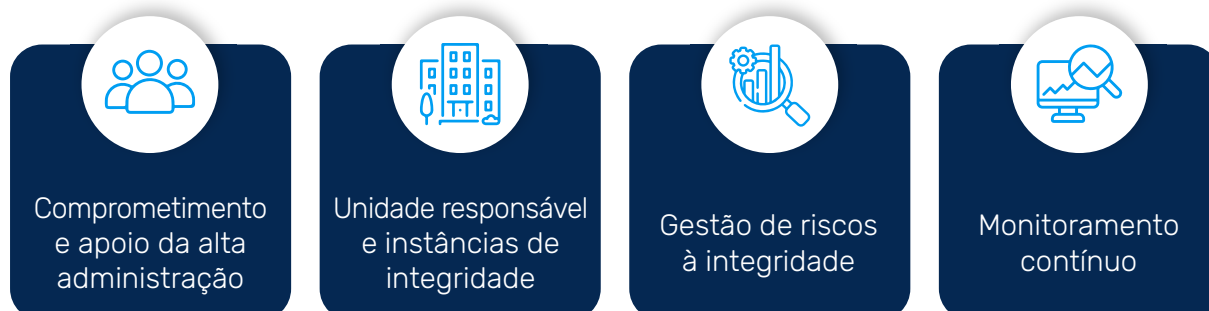 Comprometimento
e apoio da alta
administração
Unidade responsável
e instâncias de
integridade
Gestão de riscos
à integridade
Monitoramento
contínuo